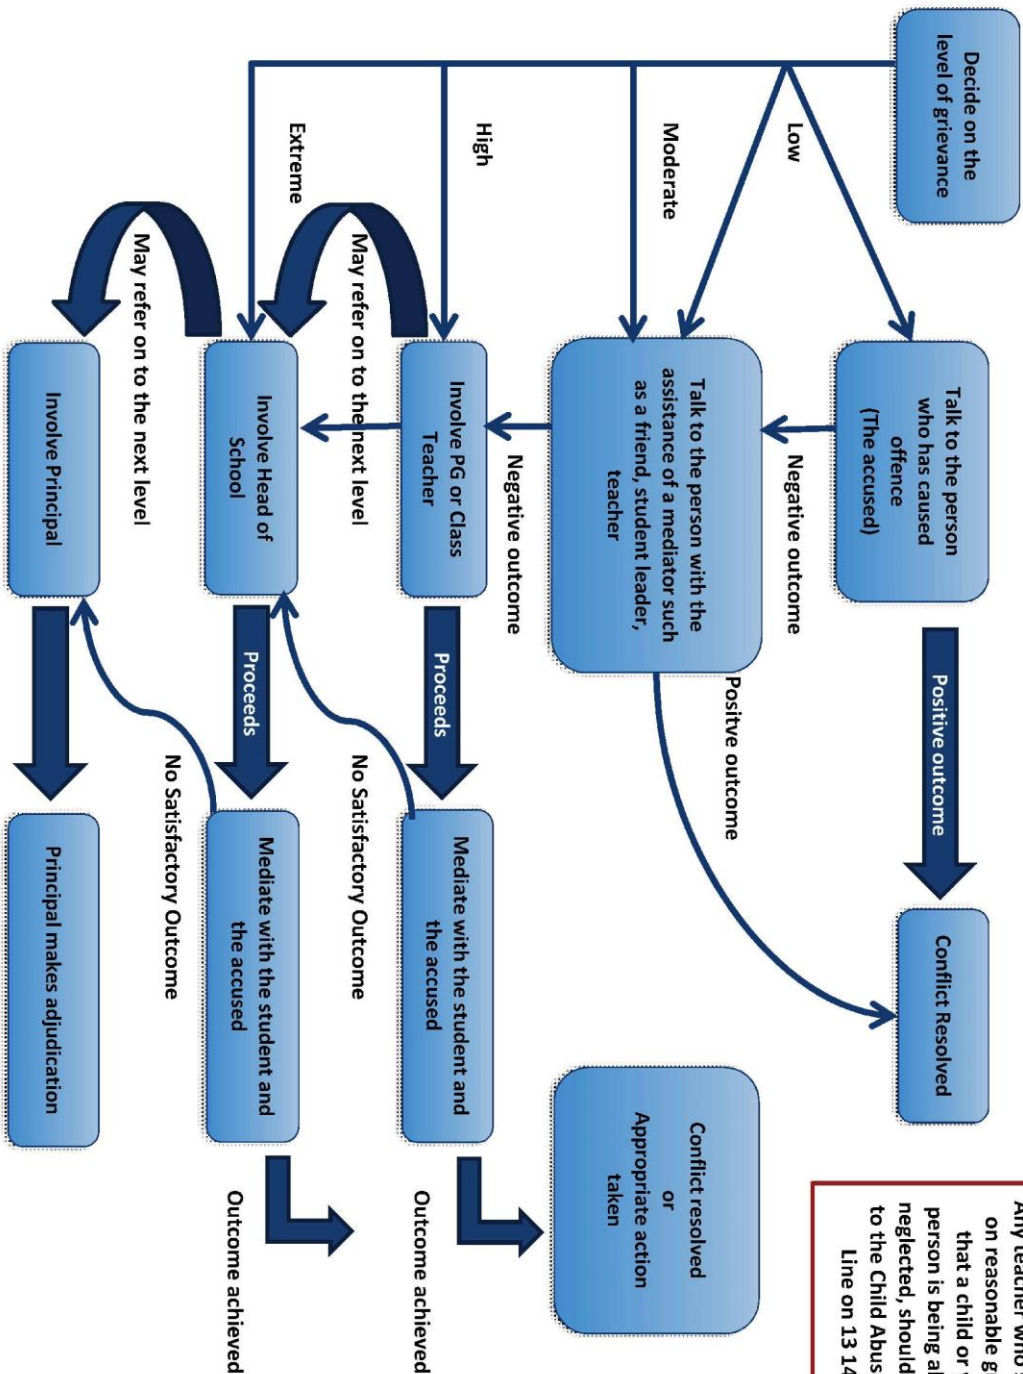 Decide on the
level of grievance
Low
Moderate
High
Extreme
Talk to the person
who has caused
offence
(The accused)
Positive outcome
Conflict Resolved
Negative outcome
Talk to the person with the
assistance of a mediator such
as a friend, student leader,
teacher
Positve outcome
Negative outcome
Involve PG or Class
Teacher
Proceeds
Mediate with the student and
the accused
Outcome achieved
Conflict resolved
or
Appropriate action
taken
May refer on to the next level
No Satisfactory Outcome
Involve Head of
School
Proceeds
Mediate with the student and
the accused
Outcome achieved
May refer on to the next level
No Satisfactory Outcome
Involve Principal
Principal makes adjudication
Any teacher who
on reasonable
that a child or
person is being
neglected, should
to the Child
Line on 13 14